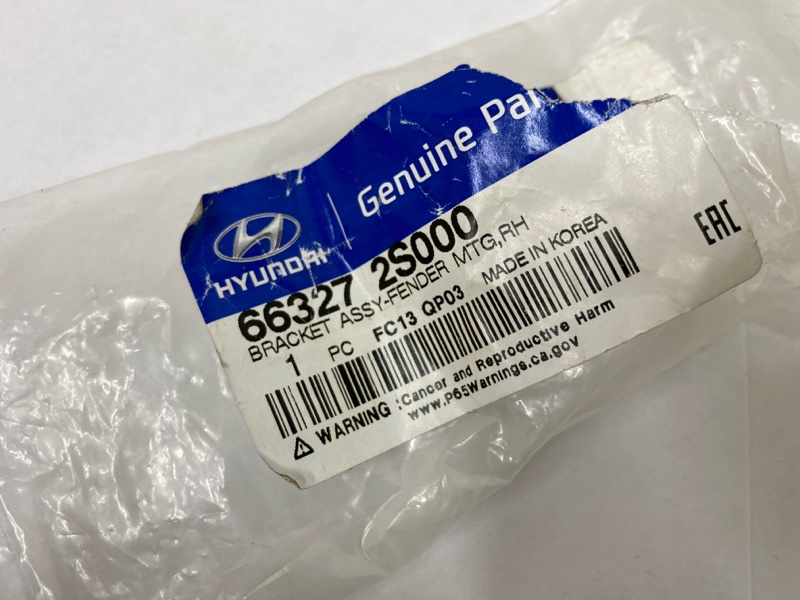 Genuine Par
HYUNDAI
66327 2S000
BRACKET ASSY-FENDER MTG,RH
1 PC FC13 QP03 MADE IN KOREA
EAC
WARNING :Cancer and Reproductive Harm
www.P65Warnings.ca.gov